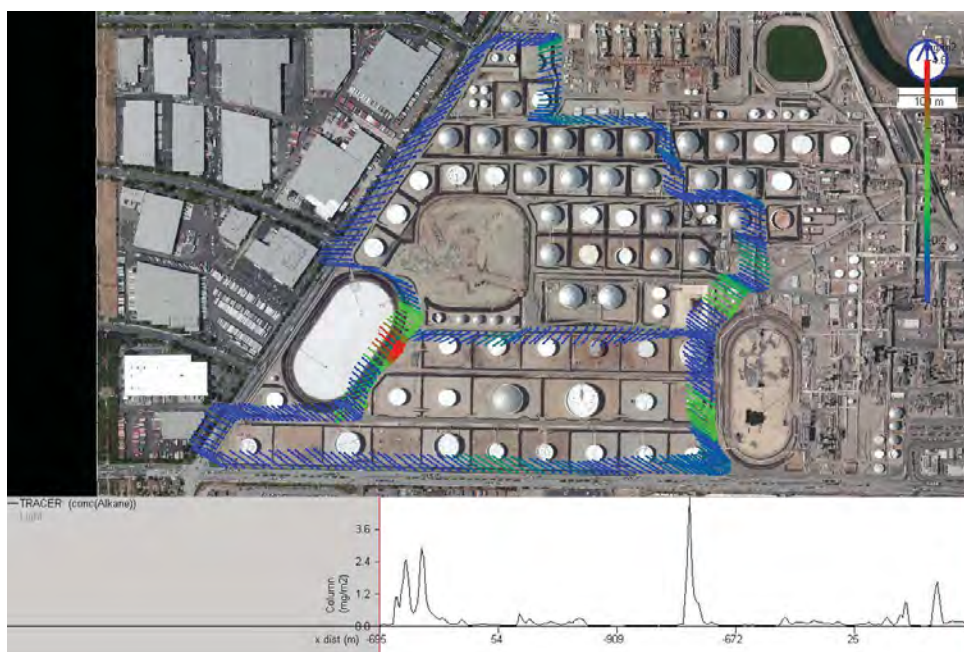 100 m
TRACER (conc(Alkane))
Light
Column
(mg/m2)
3.6
2.4
1.2
0.0
-695
54
-909
-672
25
x dist (m)